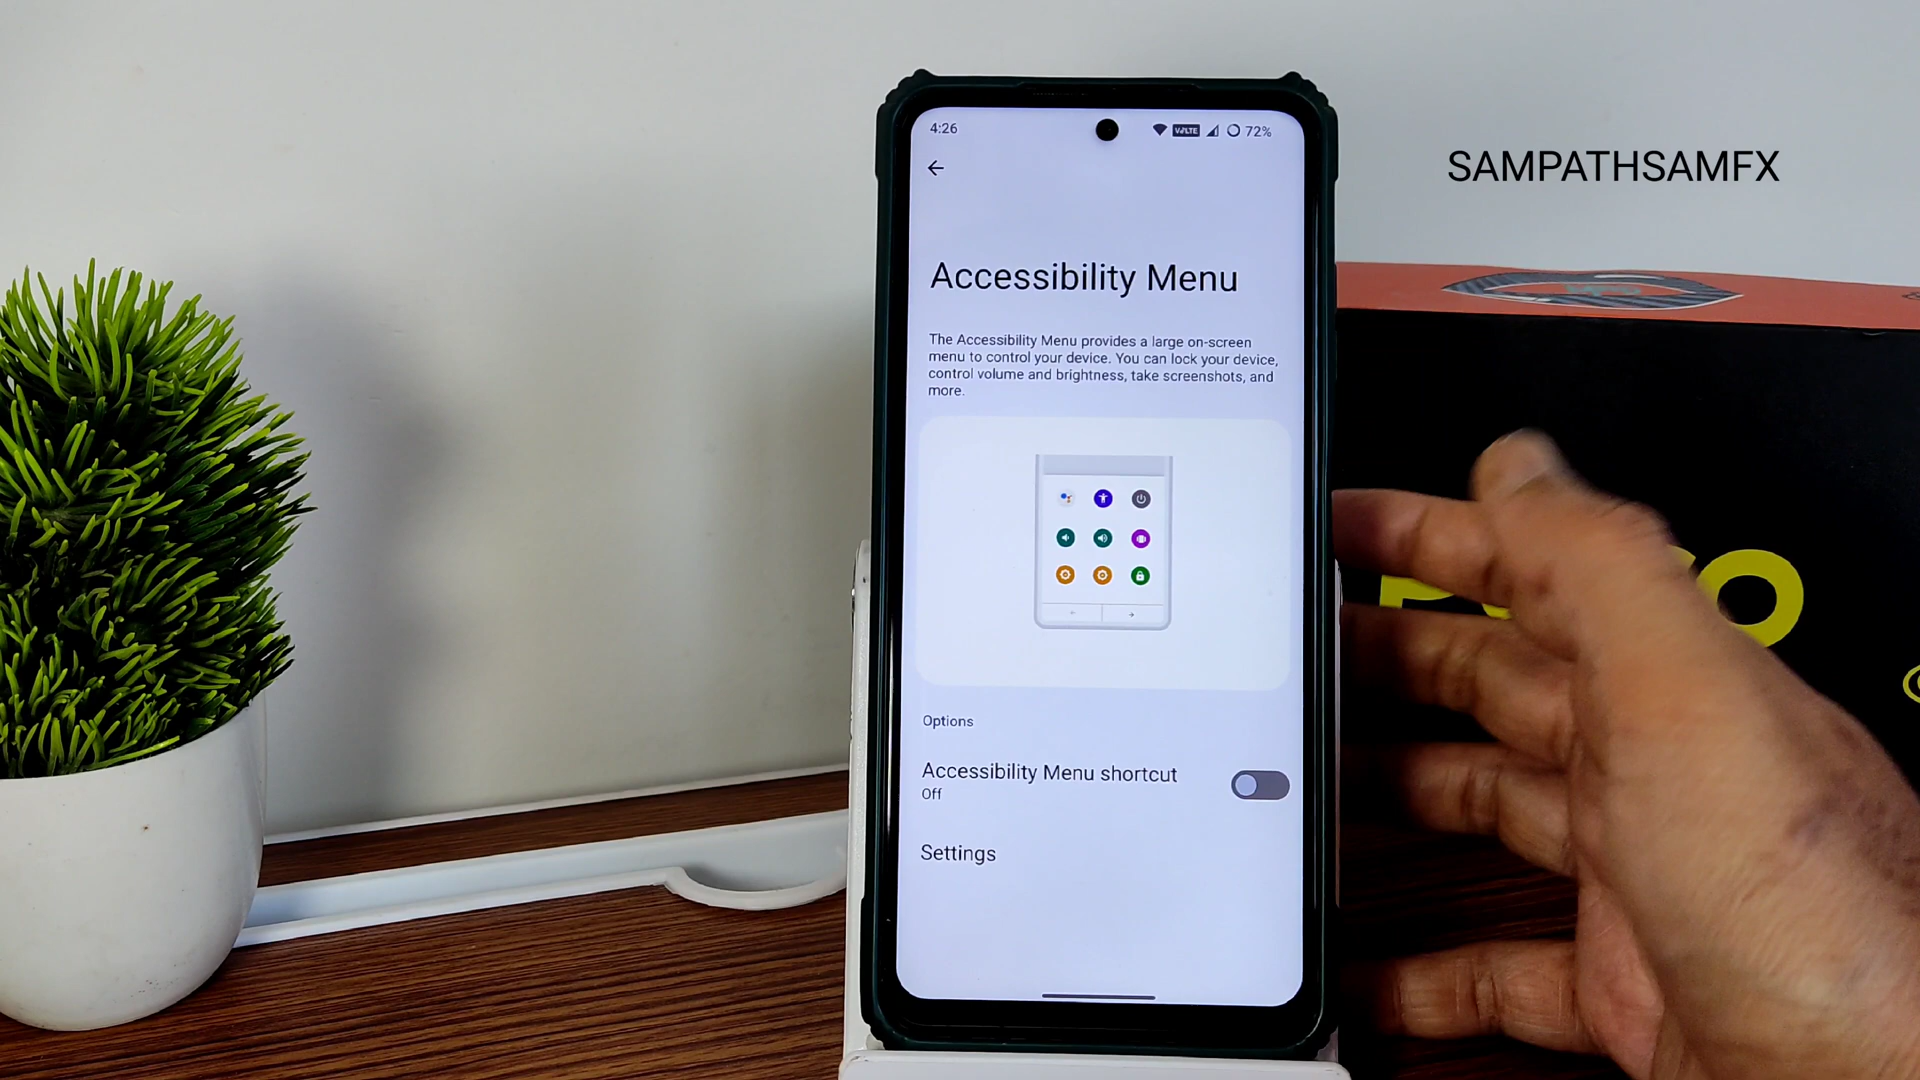 4:26
VoLTE
72%
SAMPATHSAMFX
Accessibility Menu
The Accessibility Menu provides a large on-screen
menu to control your device. You can lock your device,
control volume and brightness, take screenshots, and
more.
Options
Accessibility Menu shortcut
Off
Settings